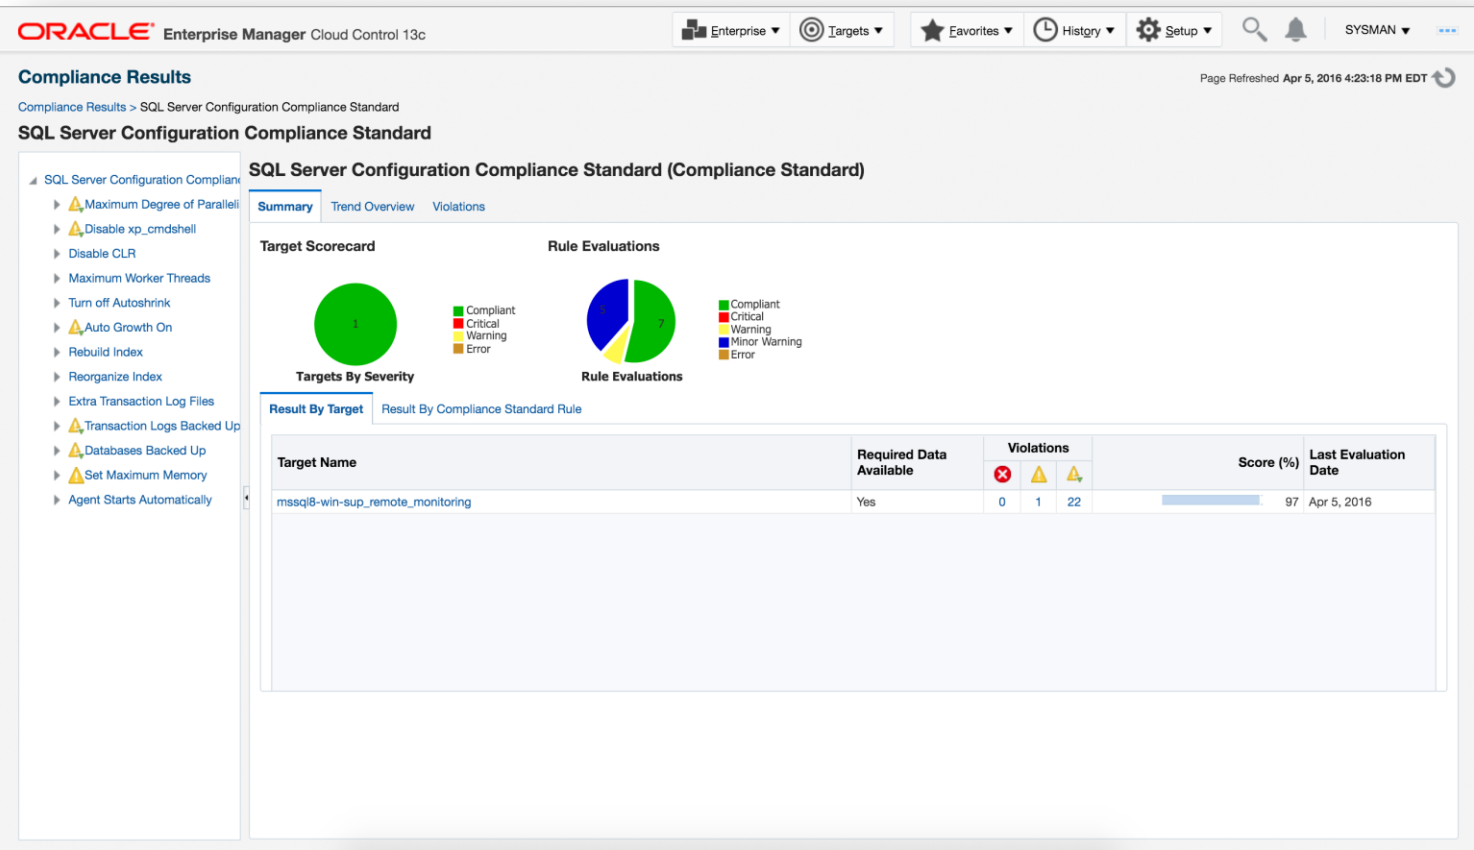 ORACLE Enterprise Manager Cloud Control 13c
Enterprise Targets Favorites History Setup SYSMAN
Compliance Results
Page Refreshed Apr 5, 2016 4:23:18 PM EDT
Compliance Results > SQL Server Configuration Compliance Standard
SQL Server Configuration Compliance Standard
SQL Server Configuration Complianc
Maximum Degree of Paralleli
Disable xp_cmdshell
Disable CLR
Maximum Worker Threads
Turn off Autoshrink
Auto Growth On
Rebuild Index
Reorganize Index
Extra Transaction Log Files
Transaction Logs Backed Up
Databases Backed Up
Set Maximum Memory
Agent Starts Automatically
SQL Server Configuration Compliance Standard (Compliance Standard)
Summary Trend Overview Violations
Target Scorecard
1
Compliant
Critical
Warning
Error
Targets By Severity
Rule Evaluations
5
7
Compliant
Critical
Warning
Minor Warning
Error
Rule Evaluations
Result By Target Result By Compliance Standard Rule
Target Name
Required Data
Available
Violations
Score (%)
Last Evaluation
Date
mssql8-win-sup_remote_monitoring Yes 0 1 22 97 Apr 5, 2016